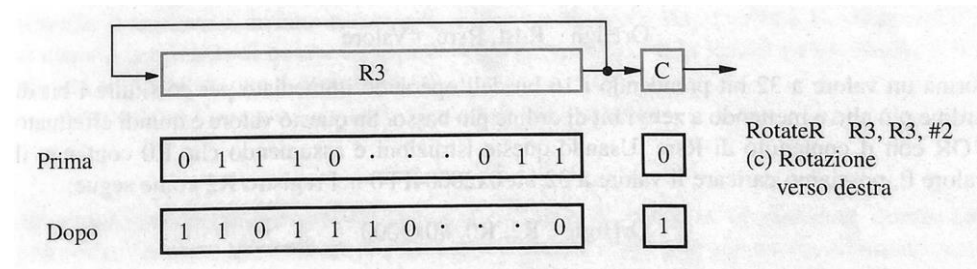 R3
C
Prima 0 1 1 1 0 · · · 0 1 1 0
RotateR R3, R3, #2
(c) Rotazione
verso destra
Dopo 1 1 0 1 1 1 0 · · · 0 1